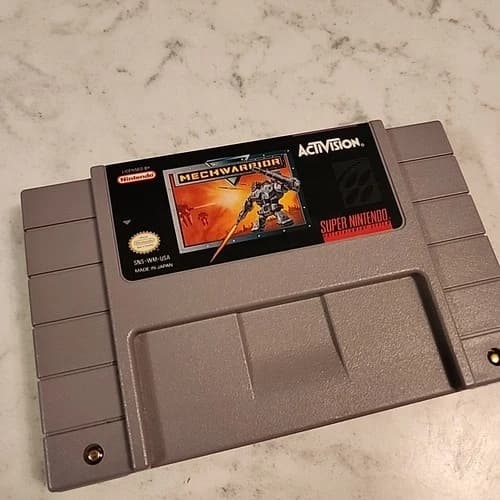 LICENSED BY
Nintendo
MECHWARRIOR
ACTIVISION®
SUPER NINTENDO
SNS-WM-USA
MADE IN JAPAN